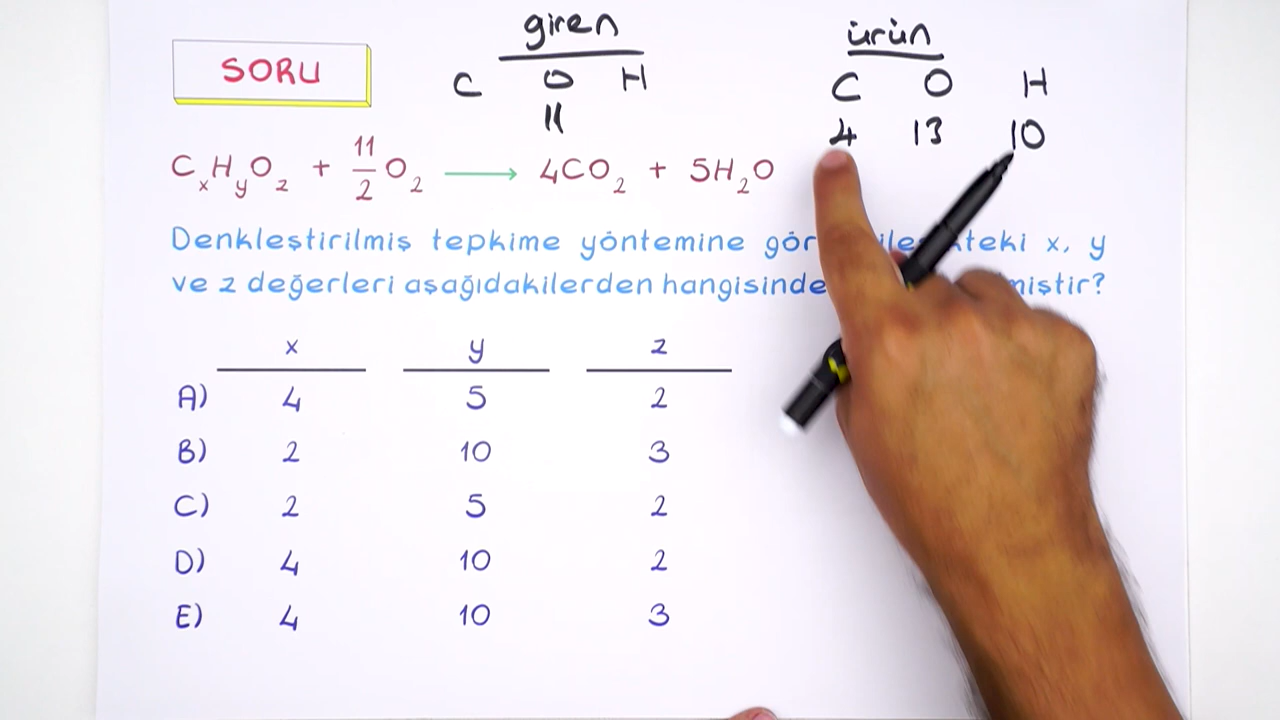 giren
ürün
SORU
C O H
C O H
11
4 13 10
CxHyOz + 11/2 O2 ⟶ 4CO2 + 5H2O
Denkleştirilmiş tepkime yöntemine x, y
ve z değerleri aşağıdakilerden hangisinde
x y z
A) 4 5 2
B) 2 10 3
C) 2 5 2
D) 4 10 2
E) 4 10 3